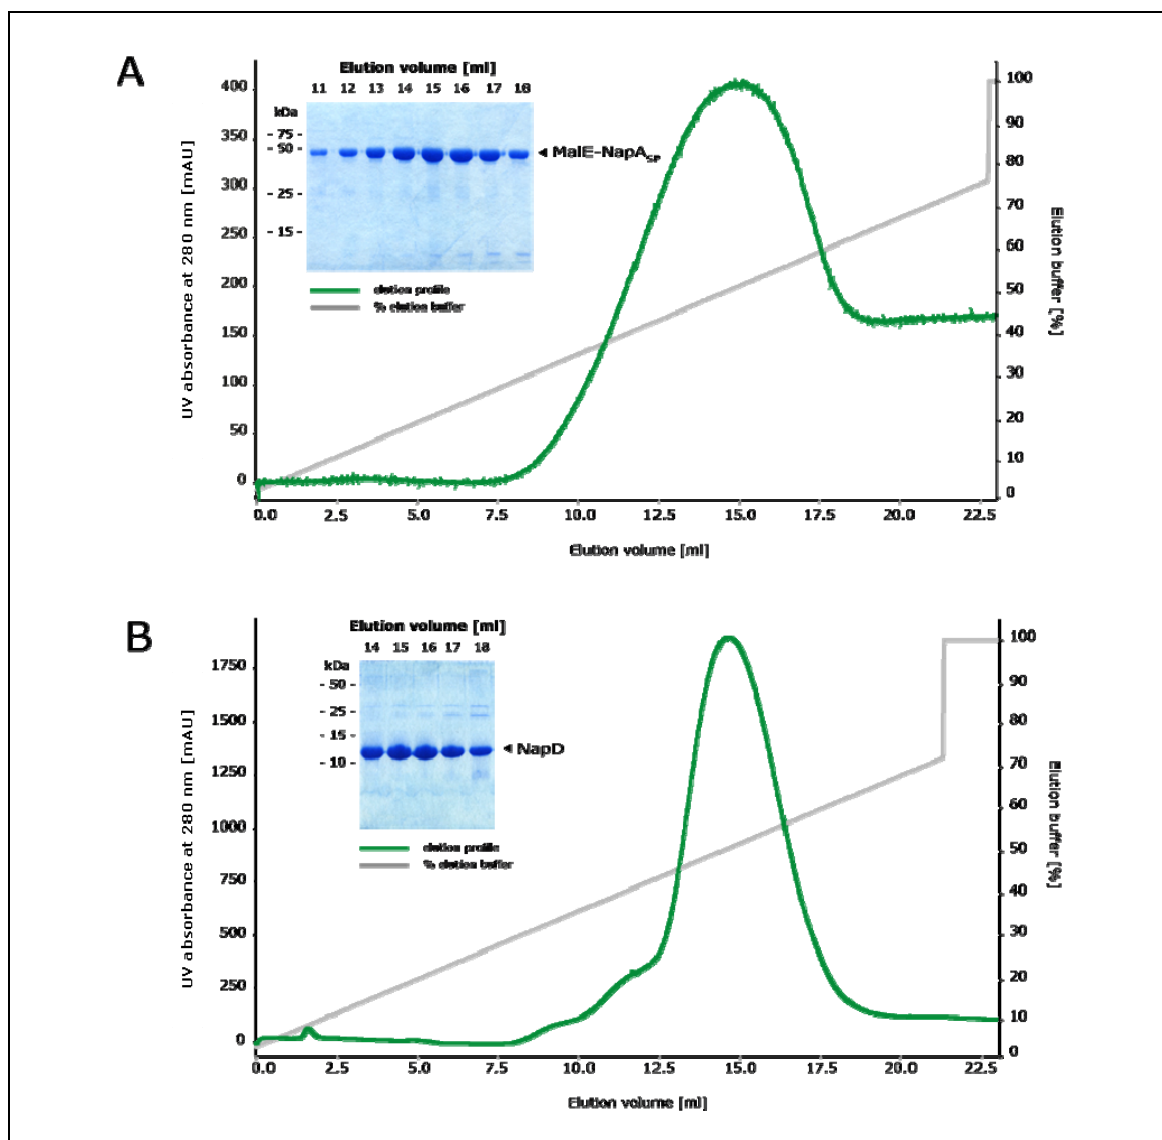 A
Elution volume [ml]
11 12 13 14 15 16 17 18
kDa
- 75 -
- 50 -
- 25 -
- 15 -
MalE-NapA SP
elution profile
% elution buffer
UV absorbance at 280 nm [mAU]
400
350
300
250
200
150
100
50
0
100
90
80
70
60
50
40
30
20
10
0
Elution buffer [%]
0.0 2.5 5.0 7.5 10.0 12.5 15.0 17.5 20.0 22.5
Elution volume [ml]
B
Elution volume [ml]
14 15 16 17 18
kDa
- 50 -
- 25 -
- 15 -
- 10 -
NapD
elution profile
% elution buffer
UV absorbance at 280 nm [mAU]
1750
1500
1250
1000
750
500
250
0
100
90
80
70
60
50
40
30
20
10
0
Elution buffer [%]
0.0 2.5 5.0 7.5 10.0 12.5 15.0 17.5 20.0 22.5
Elution volume [ml]